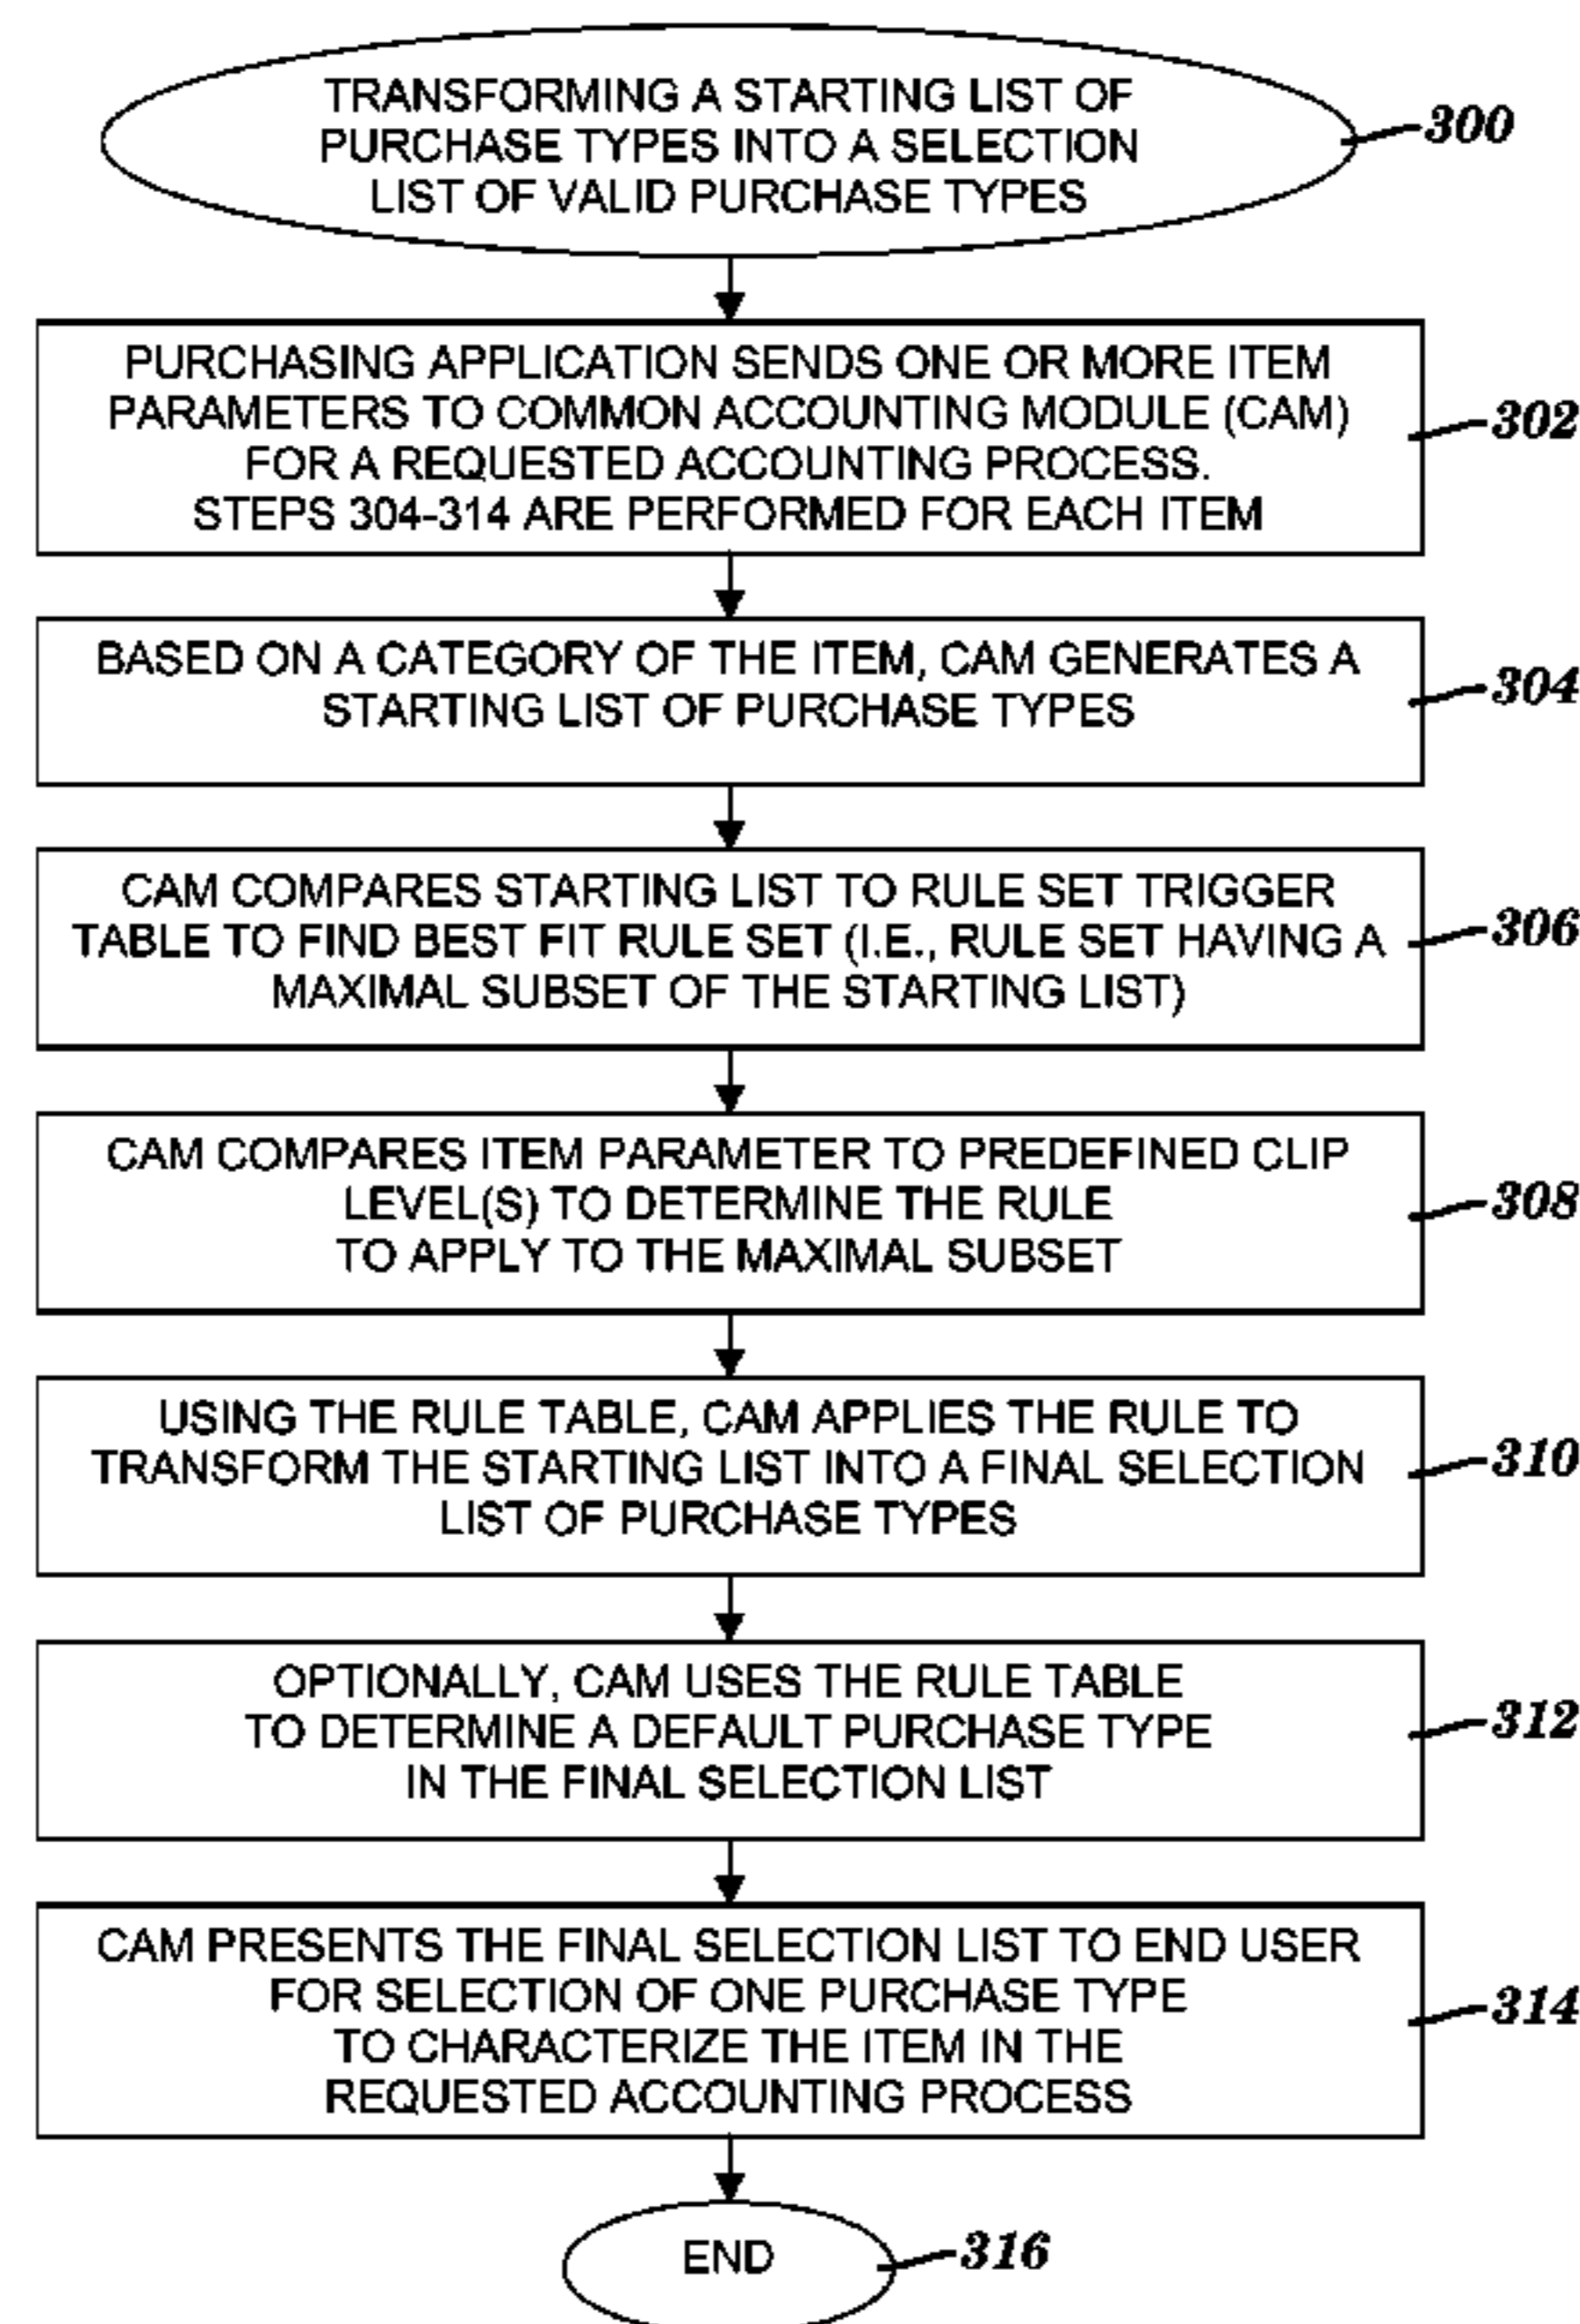 TRANSFORMING A STARTING LIST OF
PURCHASE TYPES INTO A SELECTION
LIST OF VALID PURCHASE TYPES
300
PURCHASING APPLICATION SENDS ONE OR MORE ITEM
PARAMETERS TO COMMON ACCOUNTING MODULE (CAM)
FOR A REQUESTED ACCOUNTING PROCESS.
STEPS 304-314 ARE PERFORMED FOR EACH ITEM
302
BASED ON A CATEGORY OF THE ITEM, CAM GENERATES A
STARTING LIST OF PURCHASE TYPES
304
CAM COMPARES STARTING LIST TO RULE SET TRIGGER
TABLE TO FIND BEST FIT RULE SET (I.E., RULE SET HAVING A
MAXIMAL SUBSET OF THE STARTING LIST)
306
CAM COMPARES ITEM PARAMETER TO PREDEFINED CLIP
LEVEL(S) TO DETERMINE THE RULE
TO APPLY TO THE MAXIMAL SUBSET
308
USING THE RULE TABLE, CAM APPLIES THE RULE TO
TRANSFORM THE STARTING LIST INTO A FINAL SELECTION
LIST OF PURCHASE TYPES
310
OPTIONALLY, CAM USES THE RULE TABLE
TO DETERMINE A DEFAULT PURCHASE TYPE
IN THE FINAL SELECTION LIST
312
CAM PRESENTS THE FINAL SELECTION LIST TO END USER
FOR SELECTION OF ONE PURCHASE TYPE
TO CHARACTERIZE THE ITEM IN THE
REQUESTED ACCOUNTING PROCESS
314
END
316